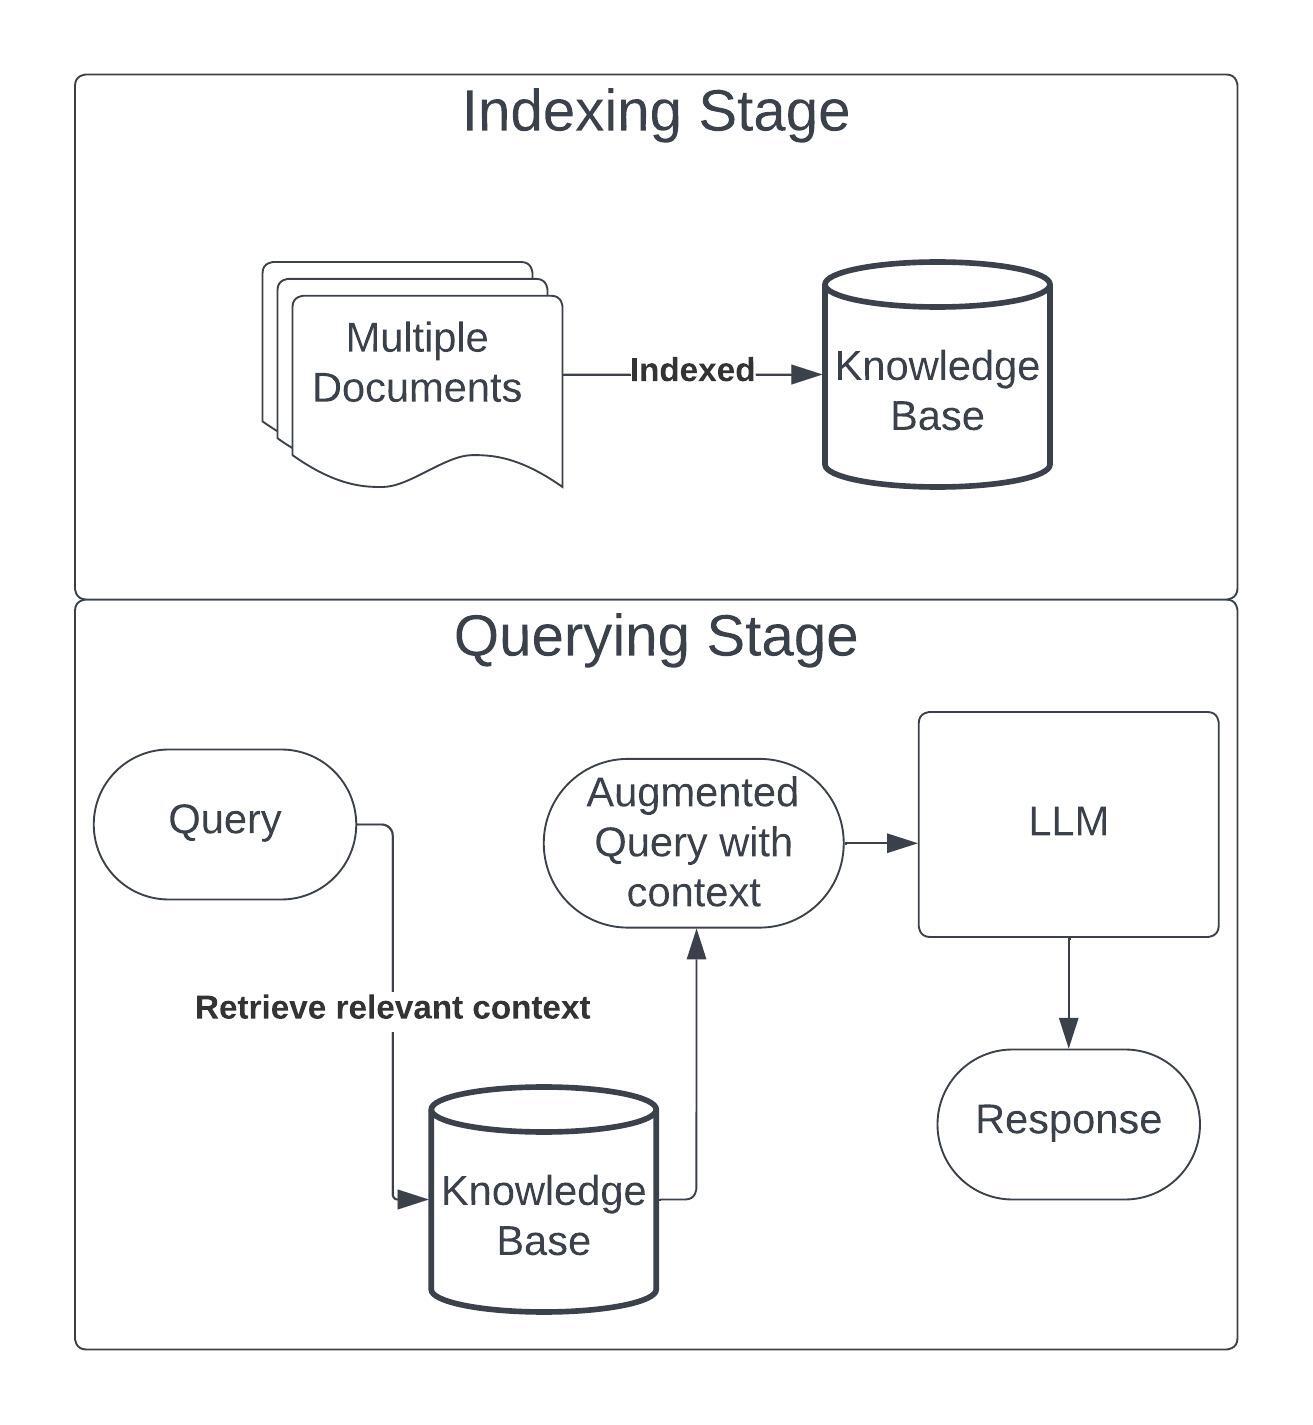 Indexing Stage
Multiple
Documents
Indexed
Knowledge
Base
Querying Stage
Query
Retrieve relevant context
Knowledge
Base
Augmented
Query with
context
LLM
Response